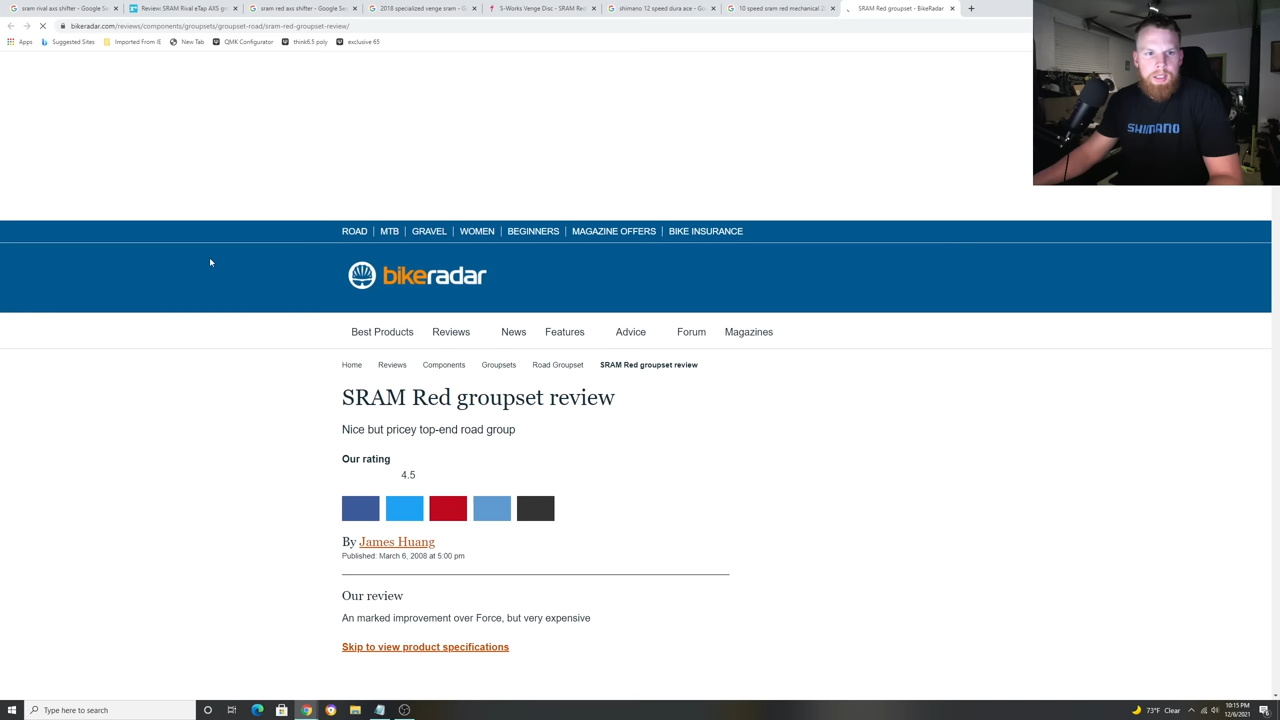 sram rival axs shifter - Google Se
Review: SRAM Rival eTap AXS gr
sram red axs shifter - Google Se
2018 specialized venge sram - G
S-Works Venge Disc - SRAM Red
shimano 12 speed dura ace - Go
10 speed sram red mechanical 2
SRAM Red groupset - BikeRadar
bikeradar.com/reviews/components/groupsets/groupset-road/sram-red-groupset-review/
Apps
Suggested Sites
Imported From IE
New Tab
QMK Configurator
think6.5 poly
exclusive 65
SHIMANO
ROAD | MTB | GRAVEL | WOMEN | BEGINNERS | MAGAZINE OFFERS | BIKE INSURANCE
bikeradar
Best Products Reviews News Features Advice Forum Magazines
Home Reviews Components Groupsets Road Groupset SRAM Red groupset review
SRAM Red groupset review
Nice but pricey top-end road group
Our rating
4.5
By James Huang
Published: March 6, 2008 at 5:00 pm
Our review
An marked improvement over Force, but very expensive
Skip to view product specifications
Type here to search
73°F Clear
10:15 PM
12/6/2021